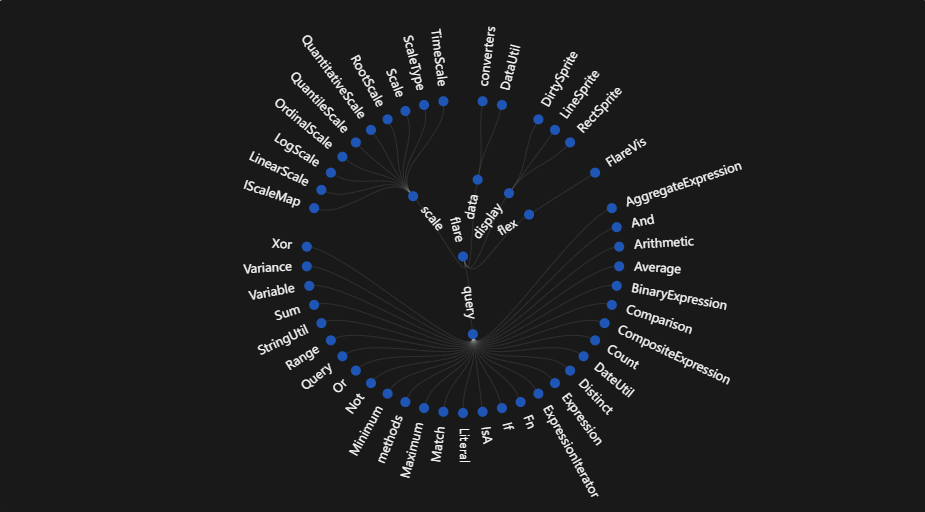 flare
data
converters
DataUtil
display
DirtySprite
LineSprite
RectSprite
flex
FlareVis
query
AggregateExpression
And
Arithmetic
Average
BinaryExpression
Comparison
CompositeExpression
Count
DateUtil
Distinct
Expression
ExpressionIterator
Fn
If
IsA
Literal
Match
Maximum
methods
Minimum
Not
Or
Query
Range
StringUtil
Sum
Variable
Variance
Xor
scale
IScaleMap
LinearScale
LogScale
OrdinalScale
QuantileScale
QuantitativeScale
RootScale
Scale
ScaleType
TimeScale